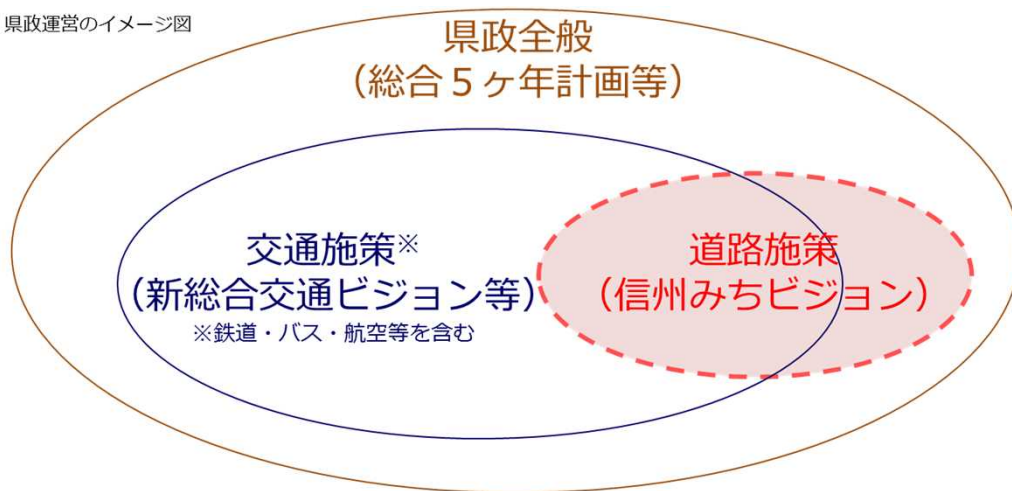 県政運営のイメージ図
県政全般
（総合５ヶ年計画等）
交通施策※
（新総合交通ビジョン等）
※鉄道・バス・航空等を含む
道路施策
（信州みちビジョン）